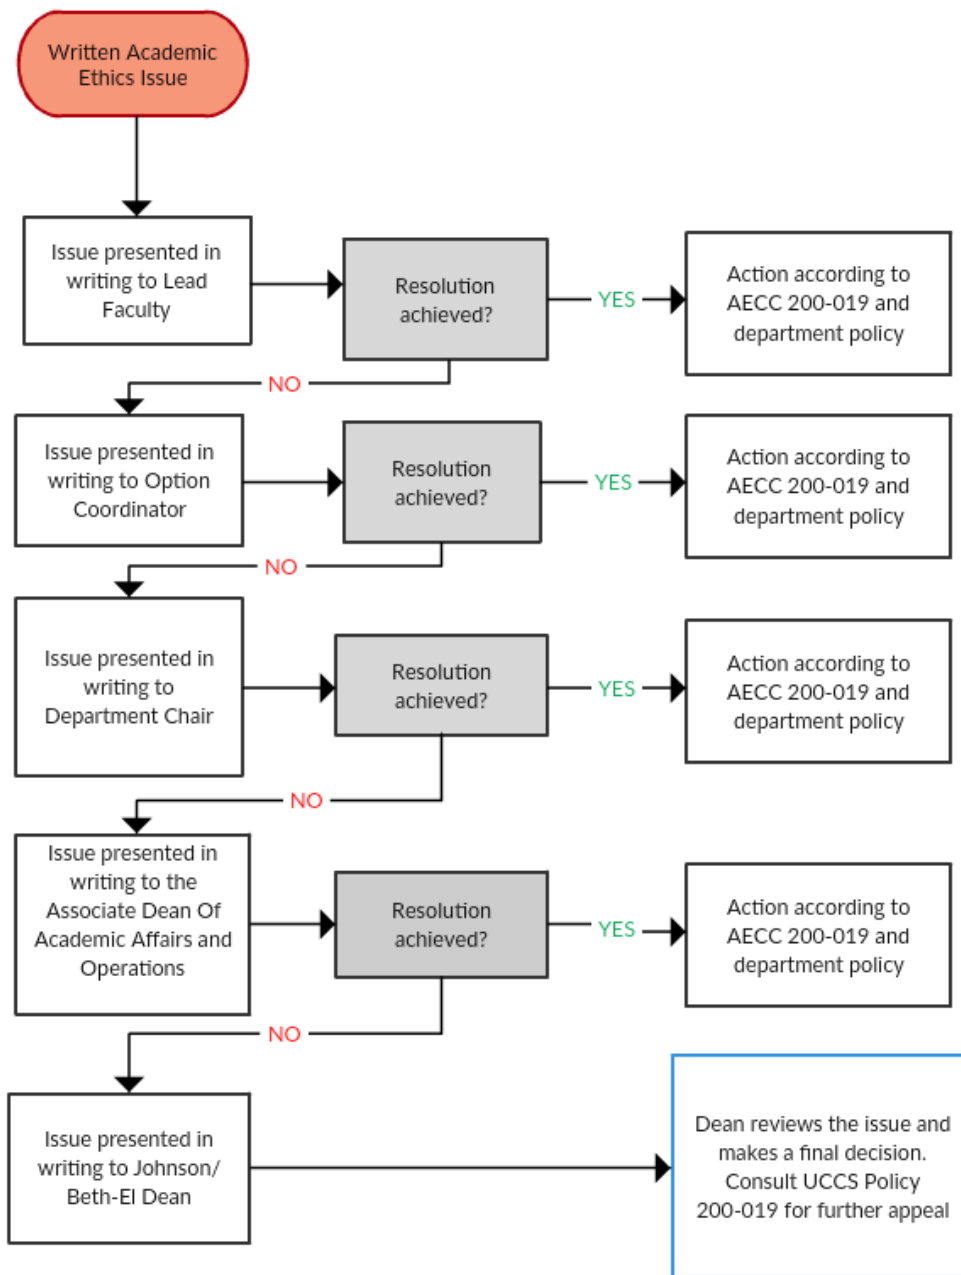 Written Academic
Ethics Issue
Issue presented in
writing to Lead
Faculty
Resolution
achieved?
YES
Action according to
AECC 200-019 and
department policy
NO
Issue presented in
writing to Option
Coordinator
Resolution
achieved?
YES
Action according to
AECC 200-019 and
department policy
NO
Issue presented in
writing to
Department Chair
Resolution
achieved?
YES
Action according to
AECC 200-019 and
department policy
NO
Issue presented in
writing to the
Associate Dean Of
Academic Affairs and
Operations
Resolution
achieved?
YES
Action according to
AECC 200-019 and
department policy
NO
Issue presented in
writing to Johnson/
Beth-El Dean
Dean reviews the issue and
makes a final decision.
Consult UCCS Policy
200-019 for further appeal